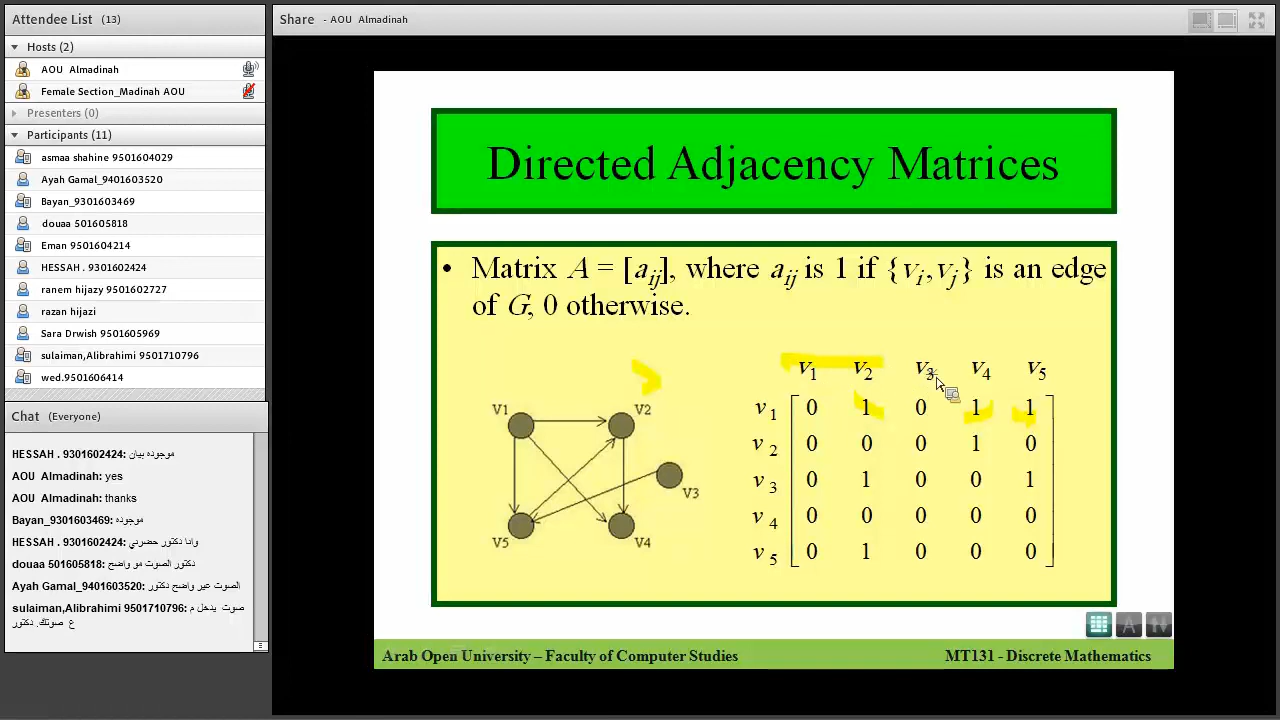 Attendee List (13)
Hosts (2)
AOU Almadinah
Female Section_Madinah AOU
Presenters (0)
Participants (11)
asmaa shahine 9501604029
Ayah Gamal_9401603520
Bayan_9301603469
douaa 501605818
Eman 9501604214
HESSAH . 9301602424
ranem hijazy 9501602727
razan hijazi
Sara Drwish 9501605969
sulaiman,Alibrahimi 9501710796
wed.9501606414
Chat (Everyone)
HESSAH . 9301602424: موجوده بيان
AOU Almadinah: yes
AOU Almadinah: thanks
Bayan_9301603469: موجوده
HESSAH . 9301602424: وانا دكتور حضرني
douaa 501605818: دكتور الصوت مو واضح
Ayah Gamal_9401603520: الصوت غير واضح دكتور
sulaiman,Alibrahimi 9501710796: صوت يدخل م
ع صوتك. دكتور
Share - AOU Almadinah
Directed Adjacency Matrices
• Matrix A = [aij], where aij is 1 if {vi,vj} is an edge
of G, 0 otherwise.
V1 V2
V3
V5 V4
v1 v2 v3 v4 v5
v1 0 1 0 1 1
v2 0 0 0 1 0
v3 0 1 0 0 1
v4 0 0 0 0 0
v5 0 1 0 0 0
A
Arab Open University – Faculty of Computer Studies MT131 - Discrete Mathematics